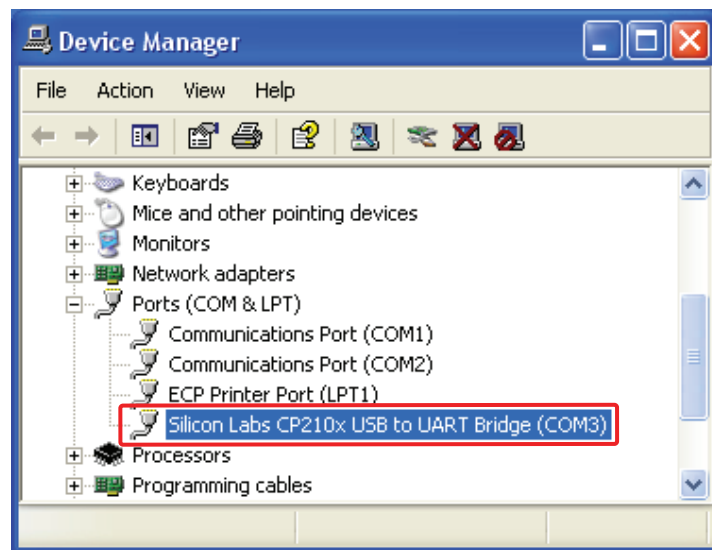 Device Manager
File Action View Help
Keyboards
Mice and other pointing devices
Monitors
Network adapters
Ports (COM & LPT)
Communications Port (COM1)
Communications Port (COM2)
ECP Printer Port (LPT1)
Silicon Labs CP210x USB to UART Bridge (COM3)
Processors
Programming cables